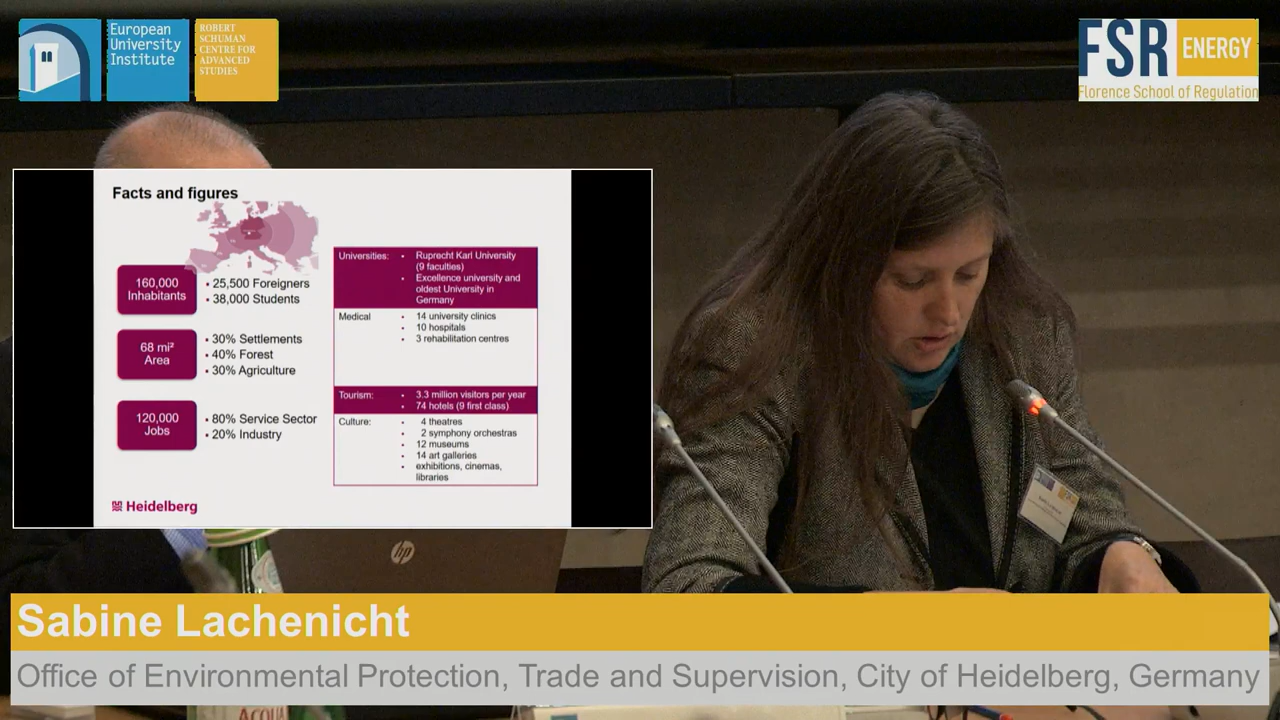 European
University
Institute
ROBERT
SCHUMAN
CENTRE FOR
ADVANCED
STUDIES
FSR ENERGY
Florence School of Regulation
Facts and figures
160,000
Inhabitants
• 25,500 Foreigners
• 38,000 Students
68 mi²
Area
• 30% Settlements
• 40% Forest
• 30% Agriculture
120,000
Jobs
• 80% Service Sector
• 20% Industry
Universities:
• Ruprecht Karl University
(9 faculties)
• Excellence university and
oldest University in
Germany
Medical
• 14 university clinics
• 10 hospitals
• 3 rehabilitation centres
Tourism:
• 3.3 million visitors per year
• 74 hotels (9 first class)
Culture:
• 4 theatres
• 2 symphony orchestras
• 12 museums
• 14 art galleries
• exhibitions, cinemas,
libraries
Heidelberg
hp
Sabine Lachenicht
Office of Environmental Protection, Trade and Supervision, City of Heidelberg, Germany
ACQUA